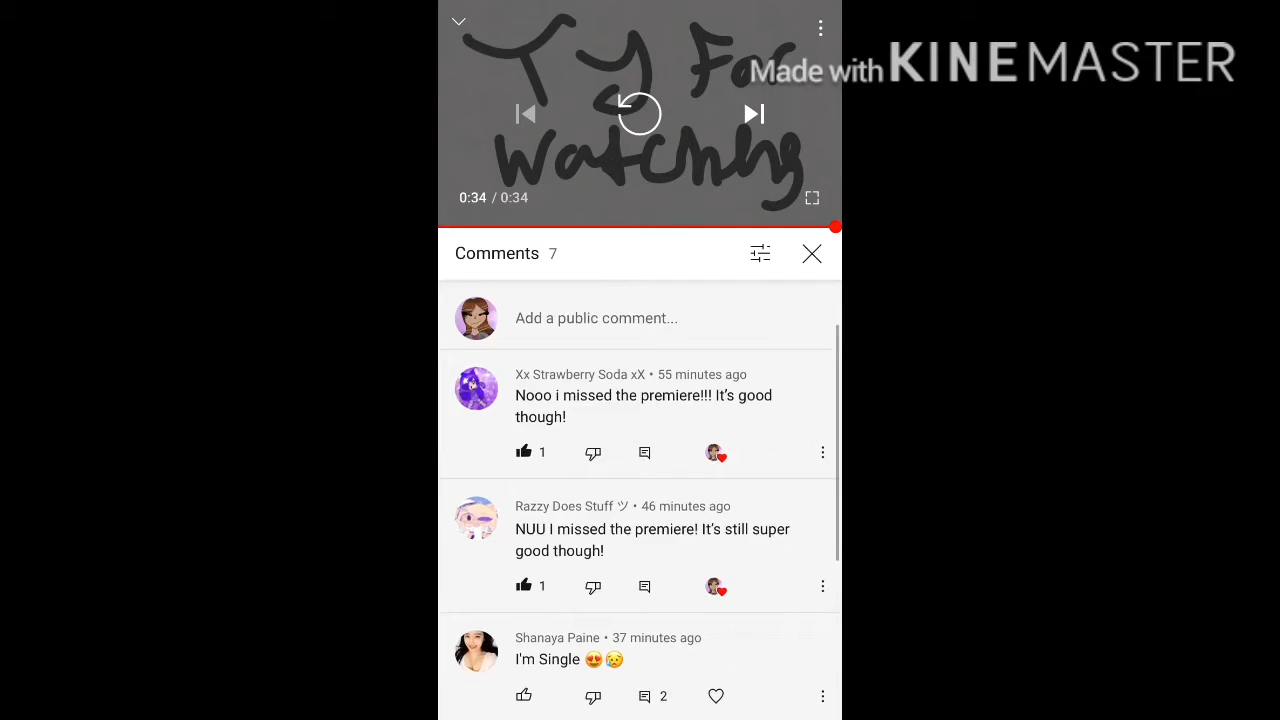 Ty For
Made with KINEMASTER
watching
0:34 / 0:34
Comments 7
Add a public comment...
Xx Strawberry Soda xX • 55 minutes ago
Nooo i missed the premiere!!! It’s good
though!
1
Razzy Does Stuff ツ • 46 minutes ago
NUU I missed the premiere! It’s still super
good though!
1
Shanaya Paine • 37 minutes ago
I'm Single 😍😥
2